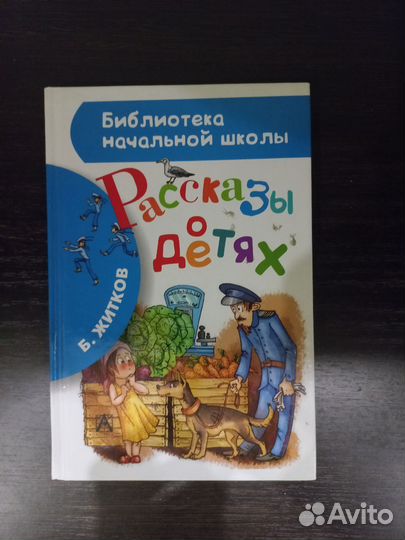 Библиотека
начальной школы
Рассказы
о
детях
Б. ЖИТКОВ
Avito